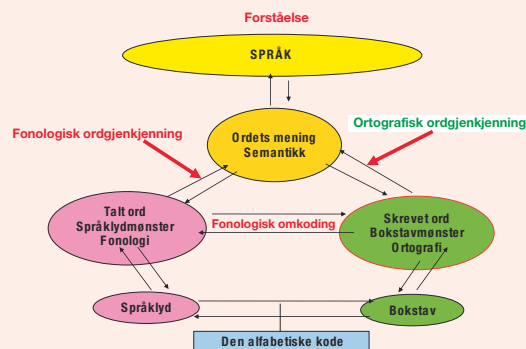 Forståelse
SPRÅK
Fonologisk ordgjenkjenning
Ortografisk ordgjenkjenning
Ordets mening
Semantikk
Talt ord
Språklydmønster
Fonologi
Fonologisk omkoding
Skrevet ord
Bokstavmønster
Ortografi
Språklyd
Bokstav
Den alfabetiske kode